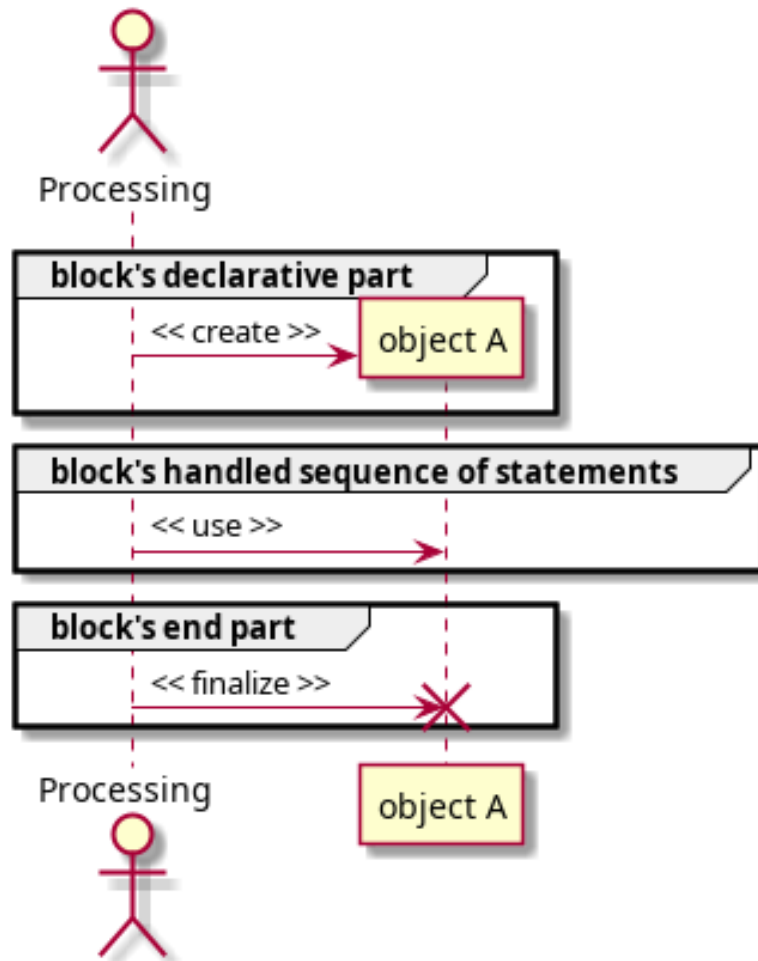 Processing
block's declarative part
<< create >>
object A
block's handled sequence of statements
<< use >>
block's end part
<< finalize >>
Processing
object A